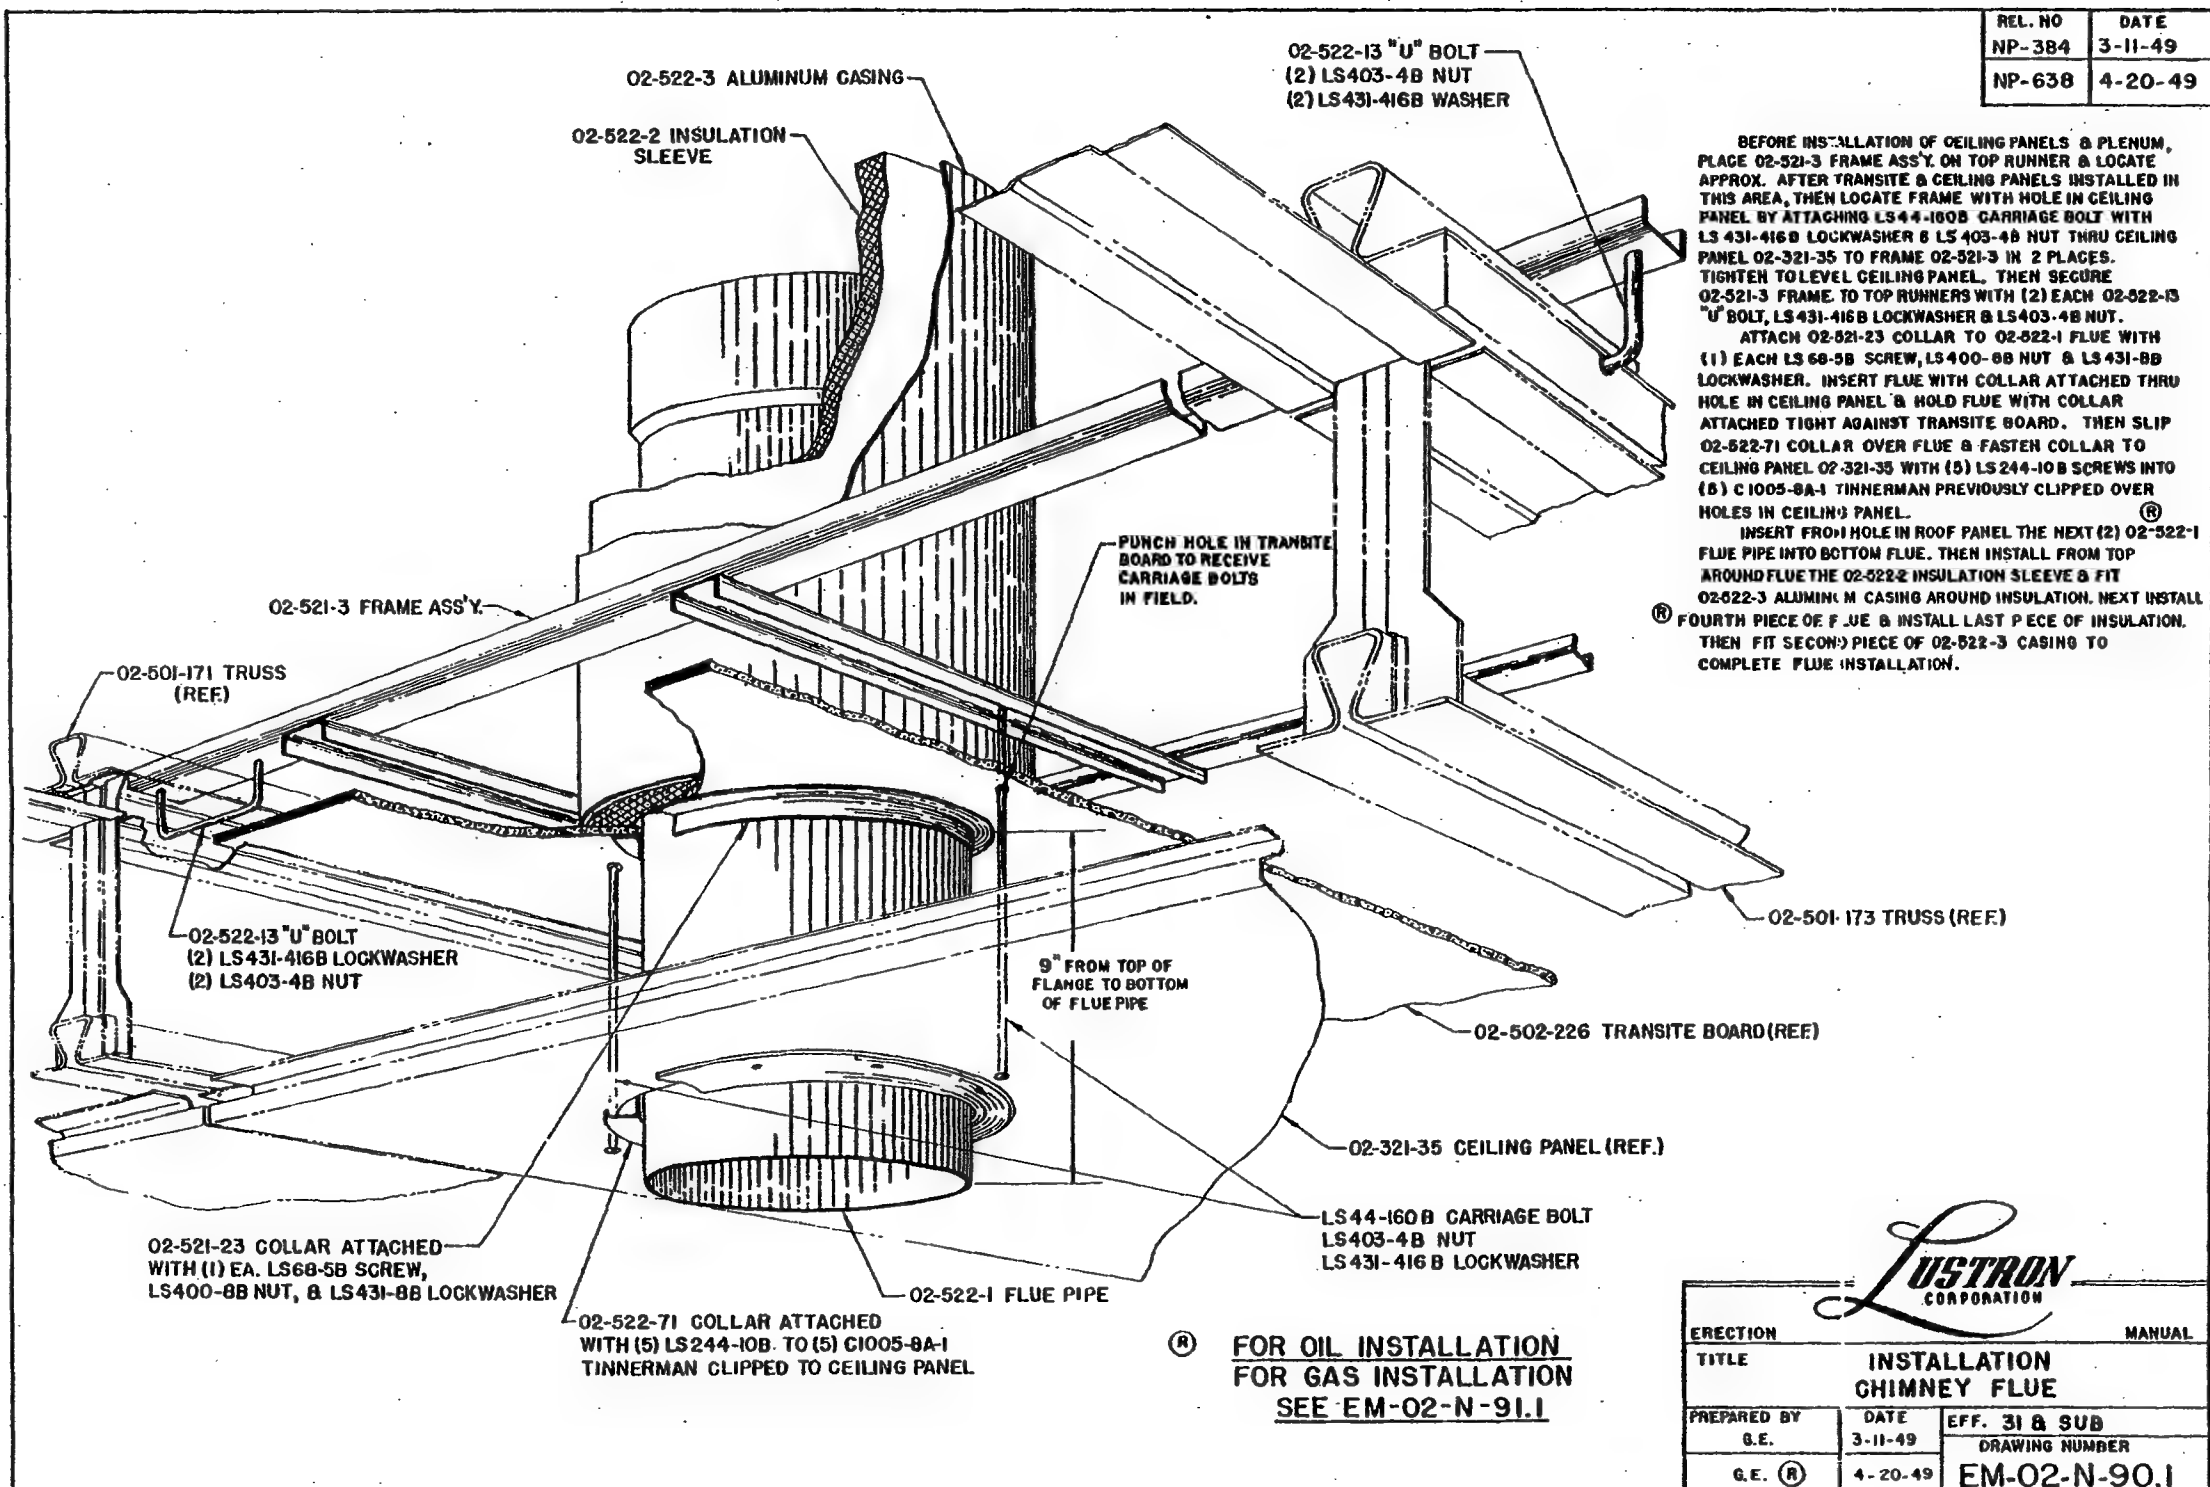 REL. NO DATE
NP-384 3-11-49
NP-638 4-20-49
02-522-13 "U" BOLT
(2) LS403-4B NUT
(2) LS431-416B WASHER
02-522-3 ALUMINUM CASING
02-522-2 INSULATION
SLEEVE
BEFORE INSTALLATION OF CEILING PANELS & PLENUM,
PLACE 02-521-3 FRAME ASS'Y. ON TOP RUNNER & LOCATE
APPROX. AFTER TRANSITE & CEILING PANELS INSTALLED IN
THIS AREA, THEN LOCATE FRAME WITH HOLE IN CEILING
PANEL BY ATTACHING LS44-160B CARRIAGE BOLT WITH
LS 431-416B LOCKWASHER & LS 403-4B NUT THRU CEILING
PANEL 02-321-35 TO FRAME 02-521-3 IN 2 PLACES.
TIGHTEN TO LEVEL CEILING PANEL. THEN SECURE
02-521-3 FRAME TO TOP RUNNERS WITH (2) EACH 02-522-13
"U" BOLT, LS431-416B LOCKWASHER & LS403-4B NUT.
ATTACH 02-521-23 COLLAR TO 02-522-1 FLUE WITH
(1) EACH LS 68-5B SCREW, LS400-8B NUT & LS431-8B
LOCKWASHER. INSERT FLUE WITH COLLAR ATTACHED THRU
HOLE IN CEILING PANEL & HOLD FLUE WITH COLLAR
ATTACHED TIGHT AGAINST TRANSITE BOARD. THEN SLIP
02-522-71 COLLAR OVER FLUE & FASTEN COLLAR TO
CEILING PANEL 02-321-35 WITH (5) LS244-10B SCREWS INTO
(5) C1005-8A-1 TINNERMAN PREVIOUSLY CLIPPED OVER
HOLES IN CEILING PANEL. Ⓡ
INSERT FROM HOLE IN ROOF PANEL THE NEXT (2) 02-522-1
FLUE PIPE INTO BOTTOM FLUE. THEN INSTALL FROM TOP
AROUND FLUE THE 02-522-2 INSULATION SLEEVE & FIT
02-522-3 ALUMINUM CASING AROUND INSULATION. NEXT INSTALL
Ⓡ FOURTH PIECE OF FLUE & INSTALL LAST PIECE OF INSULATION.
THEN FIT SECOND PIECE OF 02-522-3 CASING TO
COMPLETE FLUE INSTALLATION.
PUNCH HOLE IN TRANSITE
BOARD TO RECEIVE
CARRIAGE BOLTS
IN FIELD.
02-521-3 FRAME ASS'Y.
02-501-171 TRUSS
(REF.)
02-501-173 TRUSS (REF.)
02-522-13 "U" BOLT
(2) LS431-416B LOCKWASHER
(2) LS403-4B NUT
9" FROM TOP OF
FLANGE TO BOTTOM
OF FLUE PIPE
02-502-226 TRANSITE BOARD (REF.)
02-321-35 CEILING PANEL (REF.)
LS44-160B CARRIAGE BOLT
LS403-4B NUT
LS431-416B LOCKWASHER
02-521-23 COLLAR ATTACHED
WITH (1) EA. LS68-5B SCREW,
LS400-8B NUT, & LS431-8B LOCKWASHER
02-522-1 FLUE PIPE
02-522-71 COLLAR ATTACHED
WITH (5) LS244-10B. TO (5) C1005-8A-1
TINNERMAN CLIPPED TO CEILING PANEL
Ⓡ FOR OIL INSTALLATION
FOR GAS INSTALLATION
SEE EM-02-N-91.1
LUSTRON
CORPORATION
ERECTION MANUAL
TITLE INSTALLATION
CHIMNEY FLUE
PREPARED BY DATE EFF. 31 & SUB
G.E. 3-11-49 DRAWING NUMBER
G.E. Ⓡ 4-20-49 EM-02-N-90.1